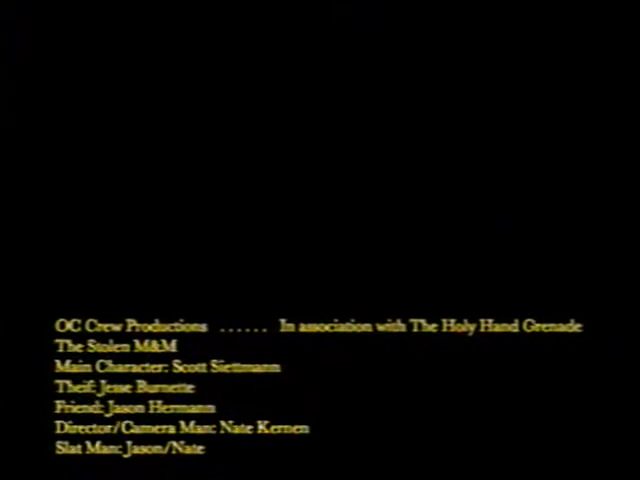 OC Crew Productions ...... In association with The Holy Hand Grenade
The Stolen M&M
Main Character: Scott Siettmann
Theif: Jesse Burnette
Friend: Jason Hermann
Director/Camera Man: Nate Kernen
Slat Man: Jason/Nate